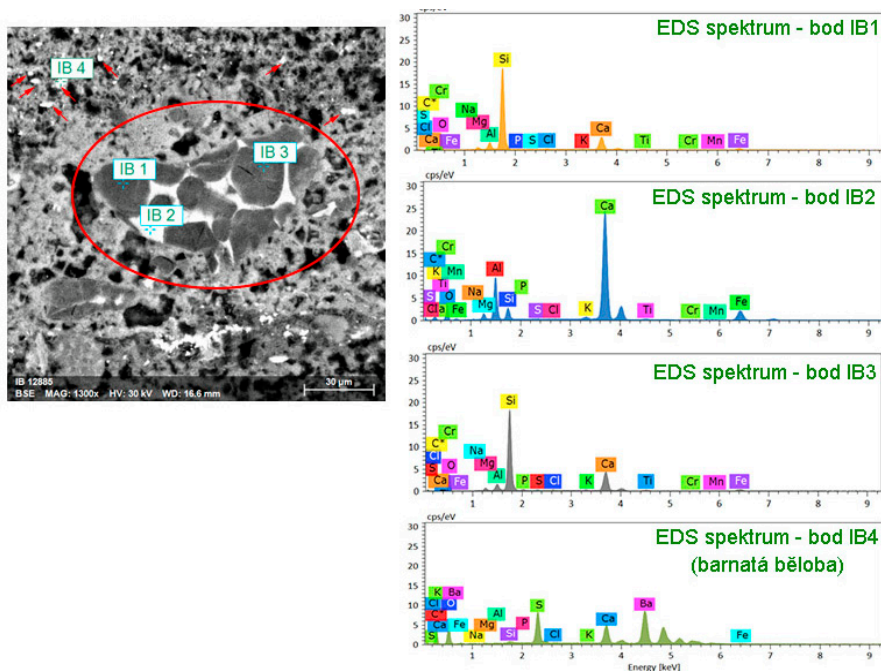 IB 4
IB 1
IB 3
IB 2
IB 12885
BSE MAG: 1300x HV: 30 kV WD: 16.6 mm
30 µm
cps/eV
EDS spektrum - bod IB1
30
25
20
15
10
5
0
Cr
C*
S
Cl
O
Ca
Fe
Na
Mg
Al
Si
P
S
Cl
K
Ca
Ti
Cr
Mn
Fe
1 2 3 4 5 6 7 8 9
cps/eV
EDS spektrum - bod IB2
30
25
20
15
10
5
0
Cr
C*
K
Mn
Ti
S
O
Cl
a
Fe
Na
Mg
Al
Si
P
S
Cl
K
Ca
Ti
Cr
Mn
Fe
1 2 3 4 5 6 7 8 9
cps/eV
EDS spektrum - bod IB3
30
25
20
15
10
5
0
Cr
C*
Cl
S
O
Ca
Fe
Na
Mg
Al
Si
P
S
Cl
K
Ca
Ti
Cr
Mn
Fe
1 2 3 4 5 6 7 8 9
cps/eV
EDS spektrum - bod IB4
(barnatá běloba)
30
25
20
15
10
5
0
K
Ba
Cl
O
C*
Ca
Fe
S
Na
Mg
Al
Si
P
S
Cl
K
Ca
Ba
Fe
1 2 3 4 5 6 7 8 9
Energy [keV]